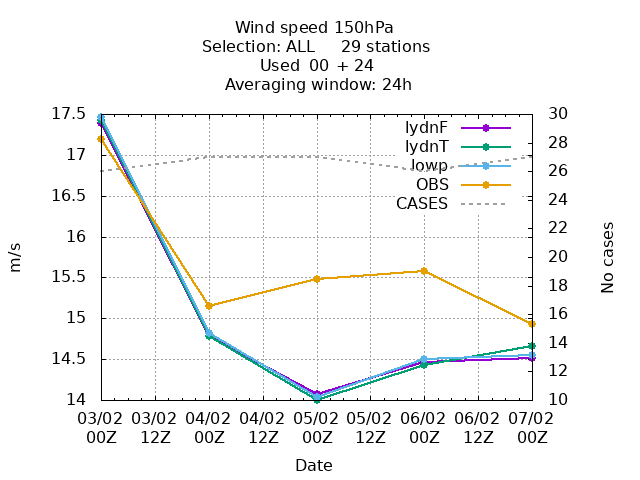 Wind speed 150hPa
Selection: ALL     29 stations
Used  00  + 24
Averaging window: 24h
17.5
17
16.5
16
15.5
15
14.5
14
m/s
30
28
26
24
22
20
18
16
14
12
10
No cases
lydnF
lydnT
lowp
OBS
CASES
03/02 03/02 04/02 04/02 05/02 05/02 06/02 06/02 07/02
00Z 12Z 00Z 12Z 00Z 12Z 00Z 12Z 00Z
Date